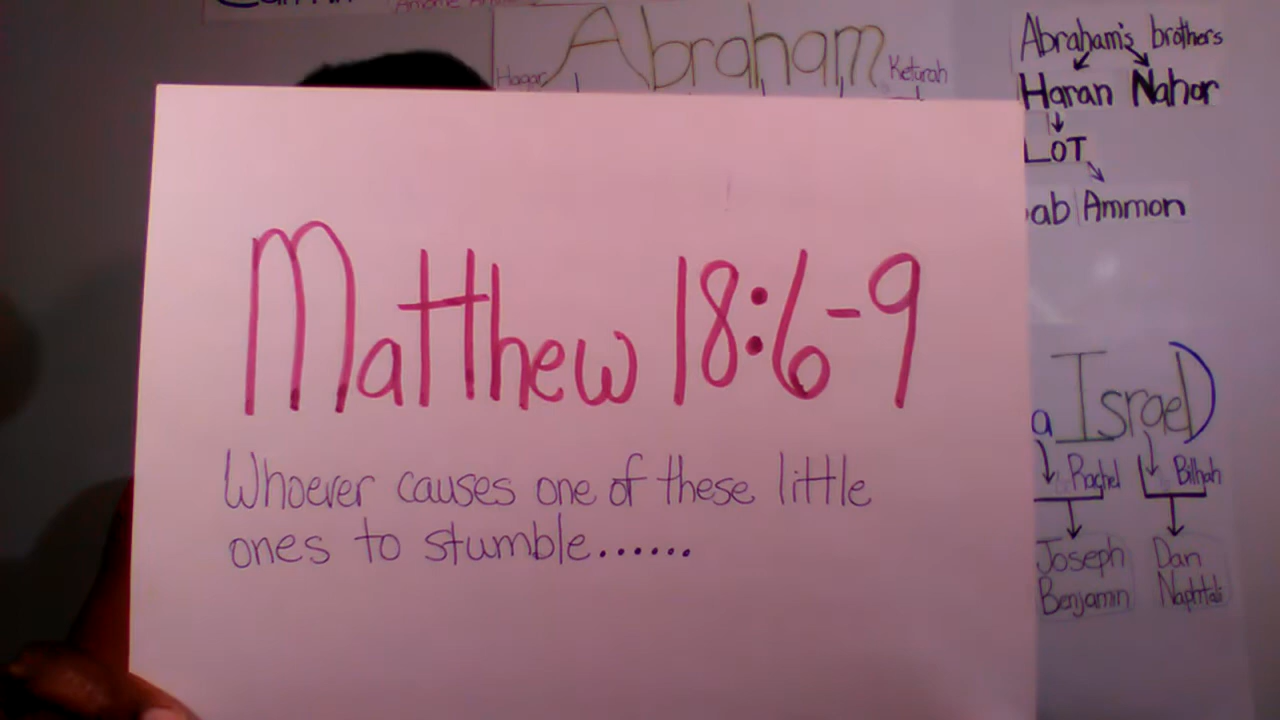 Abraham
Hagar
Keturah
Abraham's brothers
Haran Nahor
LOT
ab Ammon
Matthew 18:6-9
Whoever causes one of these little
ones to stumble......
a Israel
Rachel
Bilhah
Joseph
Benjamin
Dan
Naphtali